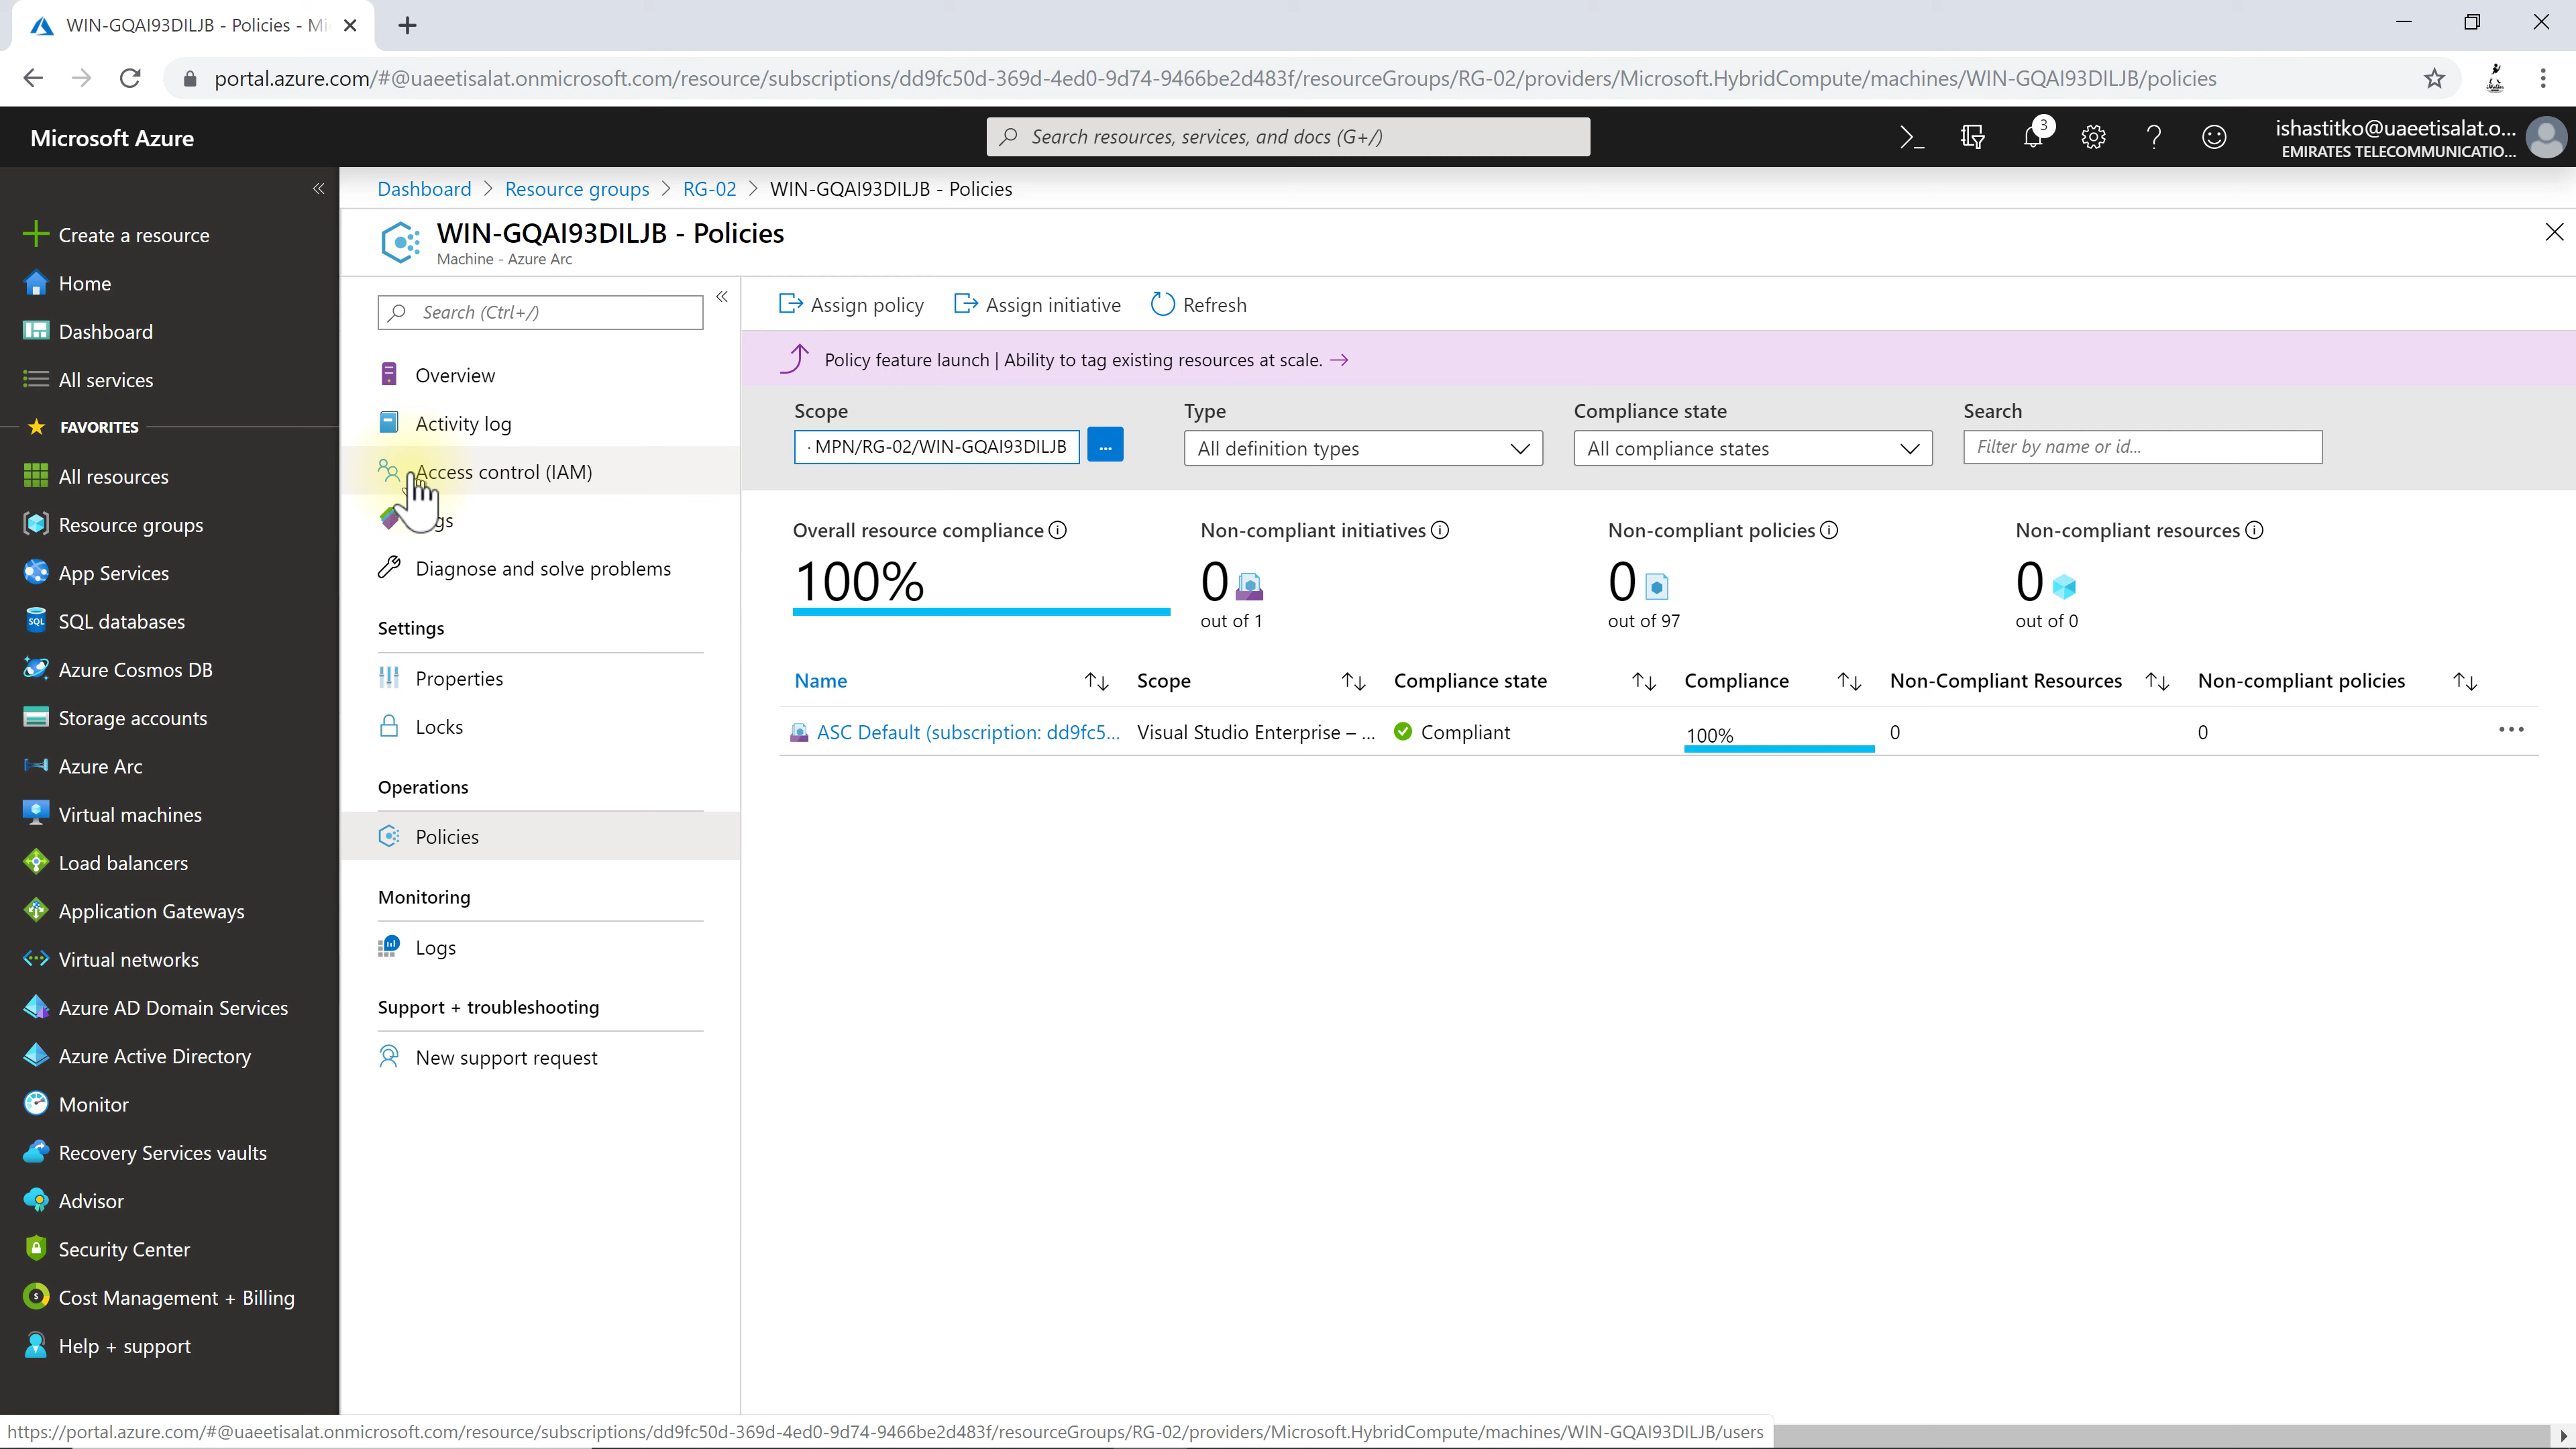 WIN-GQAI93DILJB - Policies - Mi
portal.azure.com/#@uaeetisalat.onmicrosoft.com/resource/subscriptions/dd9fc50d-369d-4ed0-9d74-9466be2d483f/resourceGroups/RG-02/providers/Microsoft.HybridCompute/machines/WIN-GQAI93DILJB/policies
Microsoft Azure
Search resources, services, and docs (G+/)
3
ishastitko@uaeetisalat.o...
EMIRATES TELECOMMUNICATIO...
Dashboard > Resource groups > RG-02 > WIN-GQAI93DILJB - Policies
WIN-GQAI93DILJB - Policies
Machine - Azure Arc
Create a resource
Home
Dashboard
All services
FAVORITES
All resources
Resource groups
App Services
SQL databases
Azure Cosmos DB
Storage accounts
Azure Arc
Virtual machines
Load balancers
Application Gateways
Virtual networks
Azure AD Domain Services
Azure Active Directory
Monitor
Recovery Services vaults
Advisor
Security Center
Cost Management + Billing
Help + support
Search (Ctrl+/)
Overview
Activity log
Access control (IAM)
gs
Diagnose and solve problems
Settings
Properties
Locks
Operations
Policies
Monitoring
Logs
Support + troubleshooting
New support request
Assign policy Assign initiative Refresh
Policy feature launch | Ability to tag existing resources at scale. →
Scope Type Compliance state Search
· MPN/RG-02/WIN-GQAI93DILJB ... All definition types All compliance states Filter by name or id...
Overall resource compliance Non-compliant initiatives Non-compliant policies Non-compliant resources
100% 0 0 0
out of 1 out of 97 out of 0
Name Scope Compliance state Compliance Non-Compliant Resources Non-compliant policies
ASC Default (subscription: dd9fc5... Visual Studio Enterprise – ... Compliant 100% 0 0 ...
https://portal.azure.com/#@uaeetisalat.onmicrosoft.com/resource/subscriptions/dd9fc50d-369d-4ed0-9d74-9466be2d483f/resourceGroups/RG-02/providers/Microsoft.HybridCompute/machines/WIN-GQAI93DILJB/users